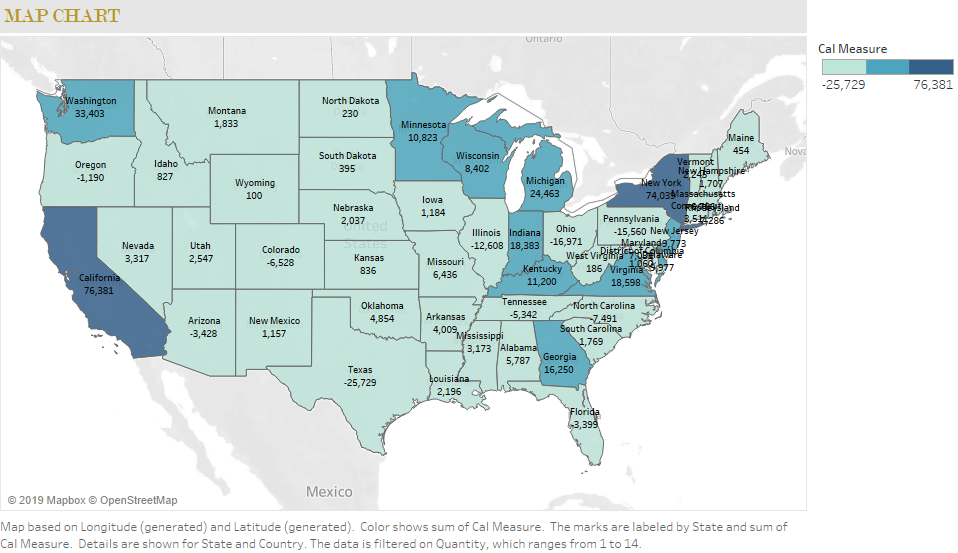 MAP CHART
Ontario
Cal Measure
-25,729 76,381
Washington
33,403
Montana
1,833
North Dakota
230
Minnesota
10,823
Maine
454
Oregon
-1,190
Idaho
827
South Dakota
395
Wisconsin
8,402
Michigan
24,463
Vermont
New Hampshire
1,707
Nova
Wyoming
100
New York
Massachusetts
Nebraska
2,037
Iowa
1,184
Illinois
-12,608
Indiana
18,383
Ohio
-16,971
Pennsylvania
-15,560
New Jersey
9,773
United
States
Nevada
3,317
Utah
2,547
Colorado
-6,528
Kansas
836
Missouri
6,436
West Virginia
186
Maryland
District of Columbia
Delaware
9,977
California
76,381
Kentucky
11,200
Virginia
18,598
Arizona
-3,428
New Mexico
1,157
Oklahoma
4,854
Arkansas
4,009
Tennessee
-5,342
North Carolina
-7,491
South Carolina
1,769
Mississippi
3,173
Alabama
5,787
Georgia
16,250
Texas
-25,729
Louisiana
2,196
Florida
-3,399
Mexico
© 2019 Mapbox © OpenStreetMap
Map based on Longitude (generated) and Latitude (generated). Color shows sum of Cal Measure. The marks are labeled by State and sum of
Cal Measure. Details are shown for State and Country. The data is filtered on Quantity, which ranges from 1 to 14.